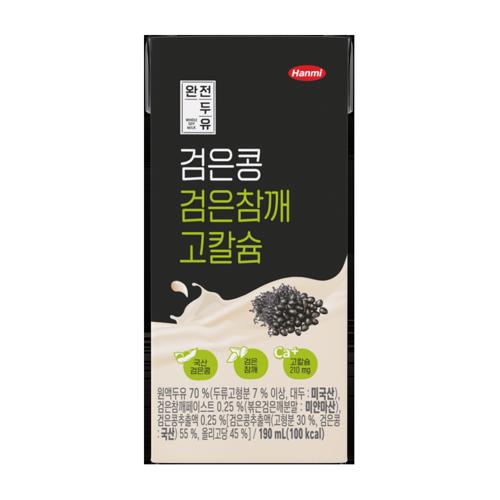 Hanmi
완전두유
WHOLE SOY MILK
검은콩
검은참깨
고칼슘
국산
검은콩
검은
참깨
Ca+
고칼슘
210 mg
원액두유 70 %(두류고형분 7 % 이상, 대두 : 미국산),
검은참깨페이스트 0.25 %(볶은검은깨분말 : 미얀마산),
검은콩추출액 0.25 %[검은콩추출액(고형분 30 %, 검은콩
: 국산) 55 %, 올리고당 45 %] / 190 mL(100 kcal)